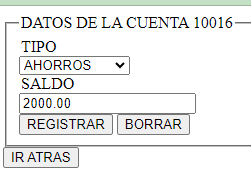 DATOS DE LA CUENTA 10016
TIPO
AHORROS
SALDO
2000.00
REGISTRAR BORRAR
IR ATRAS